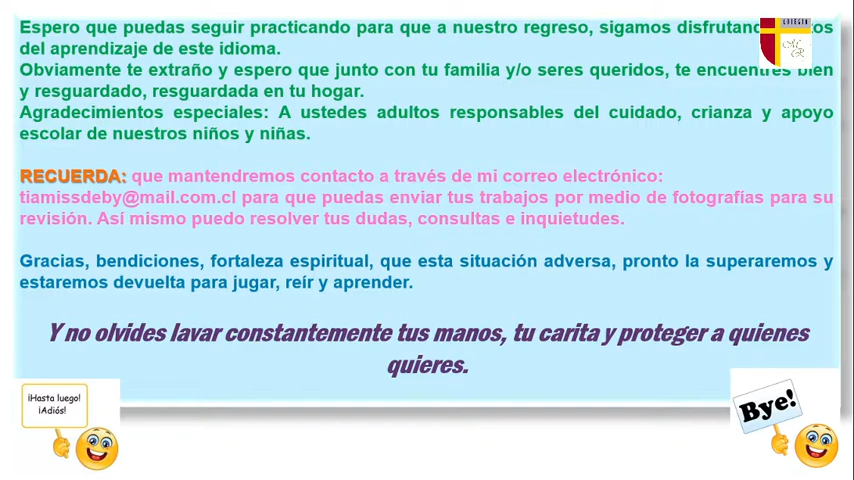 Espero que puedas seguir practicando para que a nuestro regreso, sigamos
del aprendizaje de este idioma.
Obviamente te extraño y espero que junto con tu familia y/o seres queridos, te encuentres bien
y resguardado, resguardada en tu hogar.
Agradecimientos especiales: A ustedes adultos responsables del cuidado, crianza y apoyo
escolar de nuestros niños y niñas.
RECUERDA: que mantendremos contacto a través de mi correo electrónico:
tiamissdeby@mail.com.cl para que puedas enviar tus trabajos por medio de fotografías para su
revisión. Así mismo puedo resolver tus dudas, consultas e inquietudes.
Gracias, bendiciones, fortaleza espiritual, que esta situación adversa, pronto la superaremos y
estaremos devuelta para jugar, reír y aprender.
Y no olvides lavar constantemente tus manos, tu carita y proteger a quienes
quieres.
¡Hasta luego!
¡Adiós!
Bye!